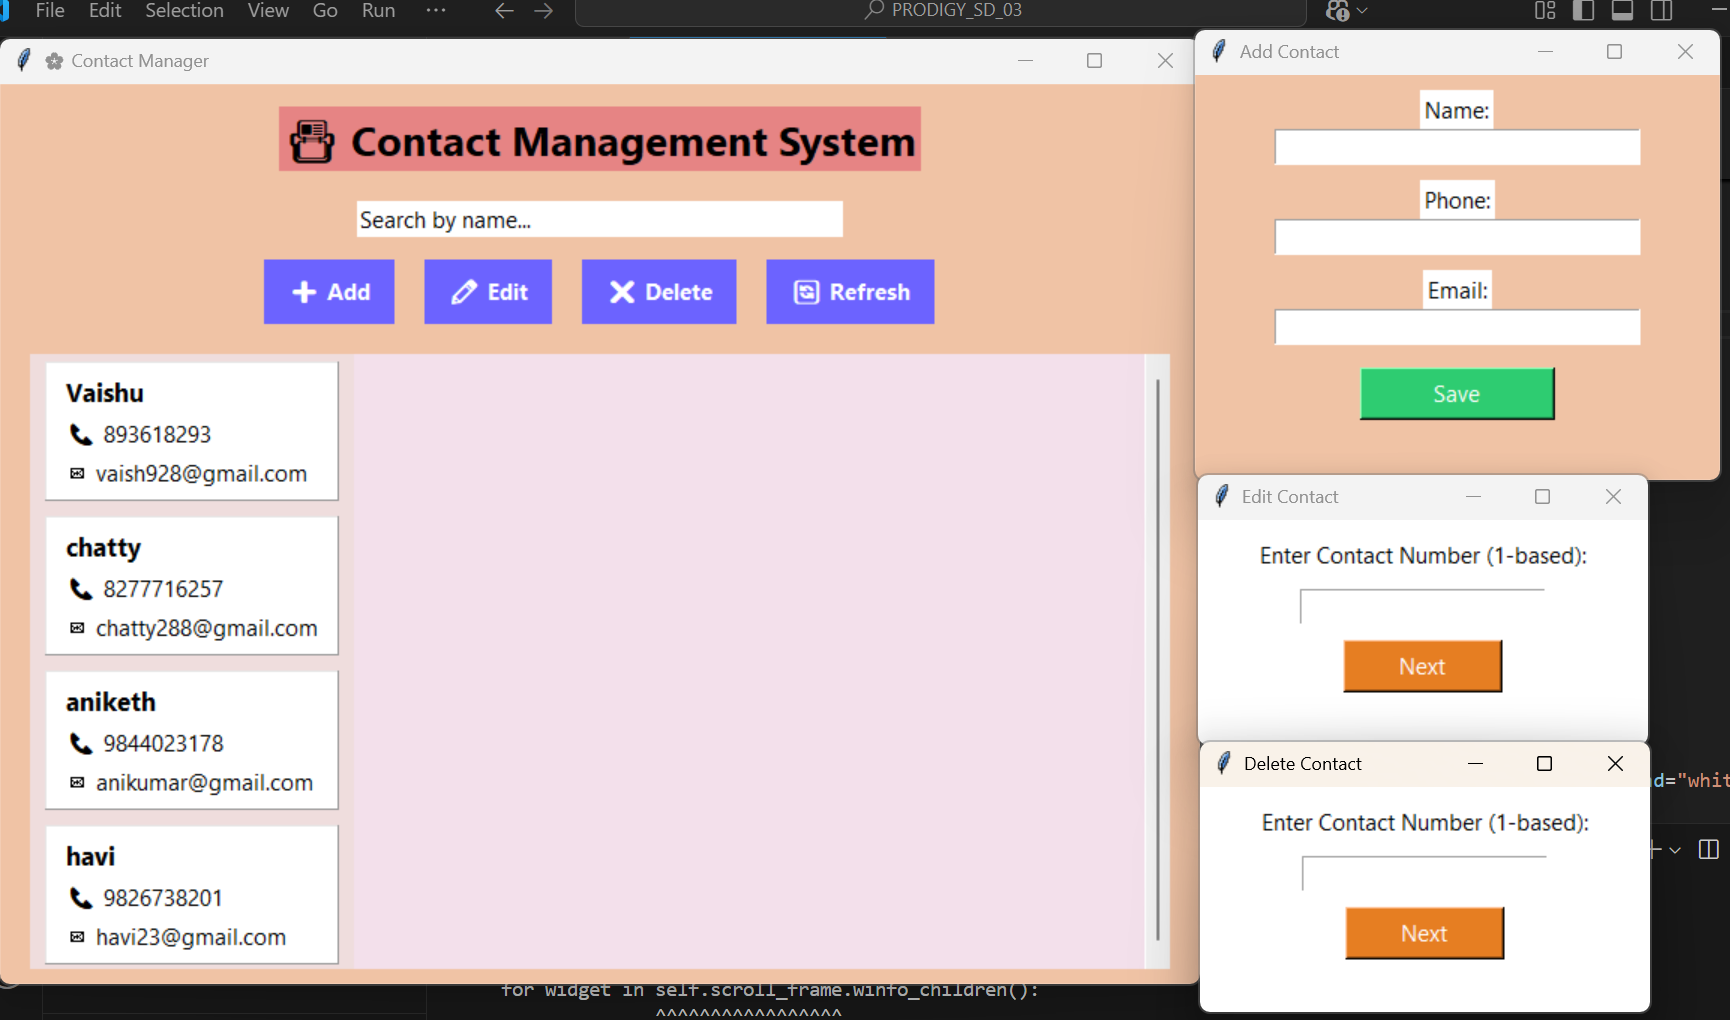 File Edit Selection View Go Run ···
PRODIGY_SD_03
Contact Manager
Contact Management System
Search by name...
Add
Edit
Delete
Refresh
Vaishu
893618293
vaish928@gmail.com
chatty
8277716257
chatty288@gmail.com
aniketh
9844023178
anikumar@gmail.com
havi
9826738201
havi23@gmail.com
Add Contact
Name:
Phone:
Email:
Save
Edit Contact
Enter Contact Number (1-based):
Next
Delete Contact
Enter Contact Number (1-based):
Next
d="whit
for widget in self.scroll_frame.winfo_children():
^^^^^^^^^^^^^^^^^